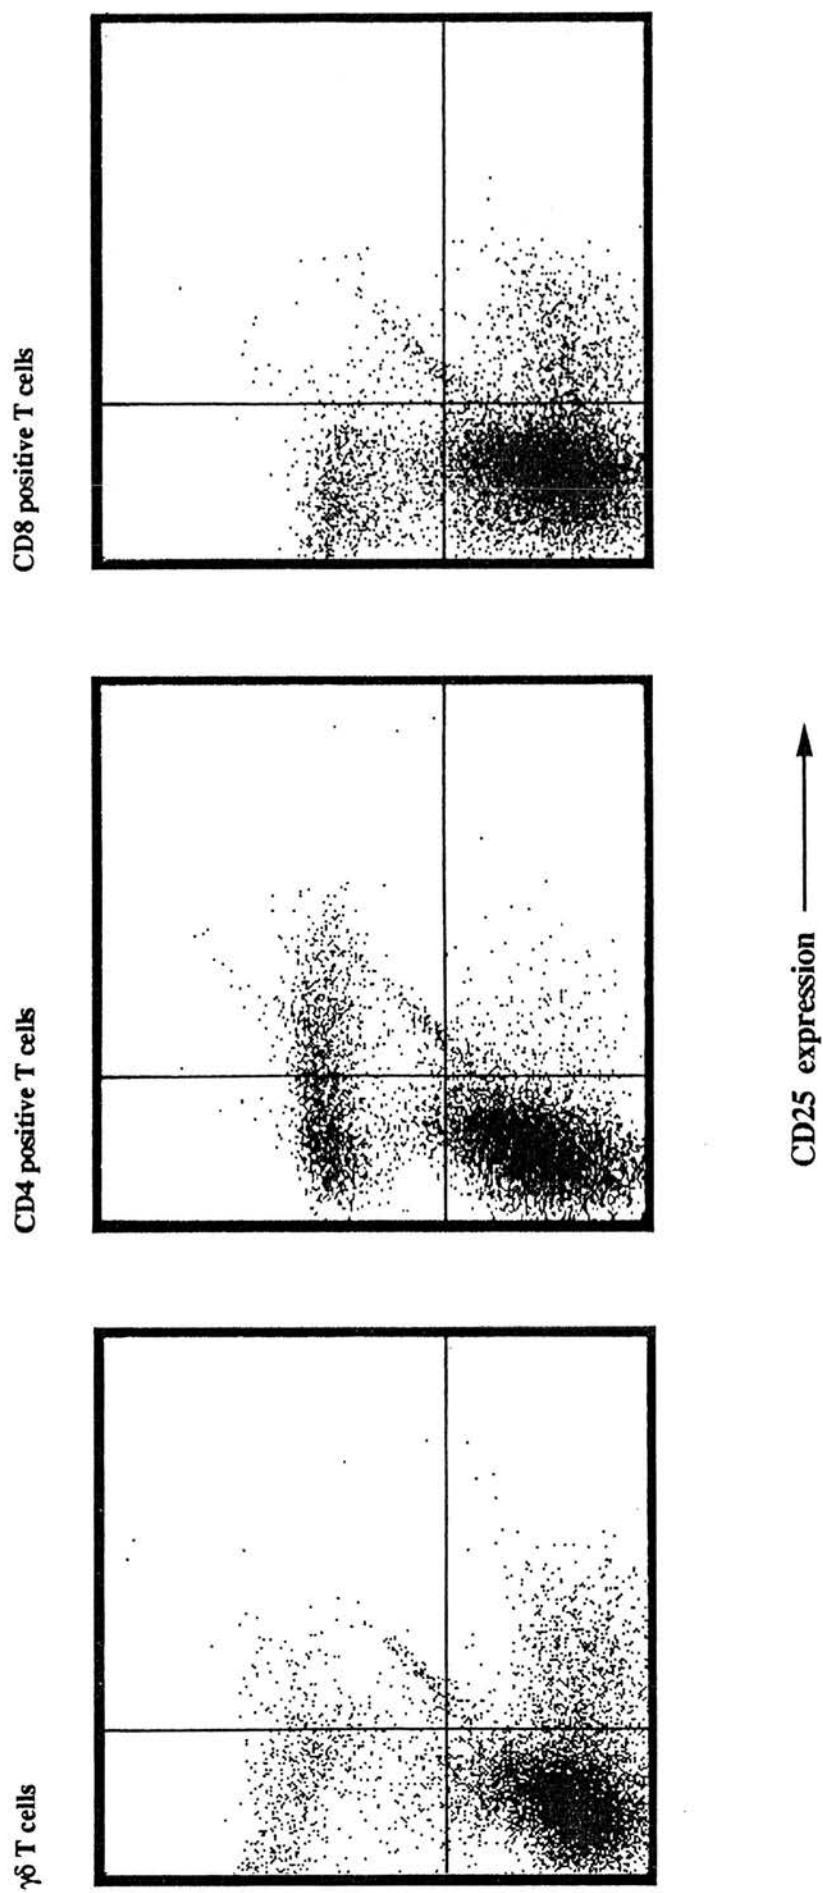 γδ T cells
CD4 positive T cells
CD8 positive T cells
CD25 expression